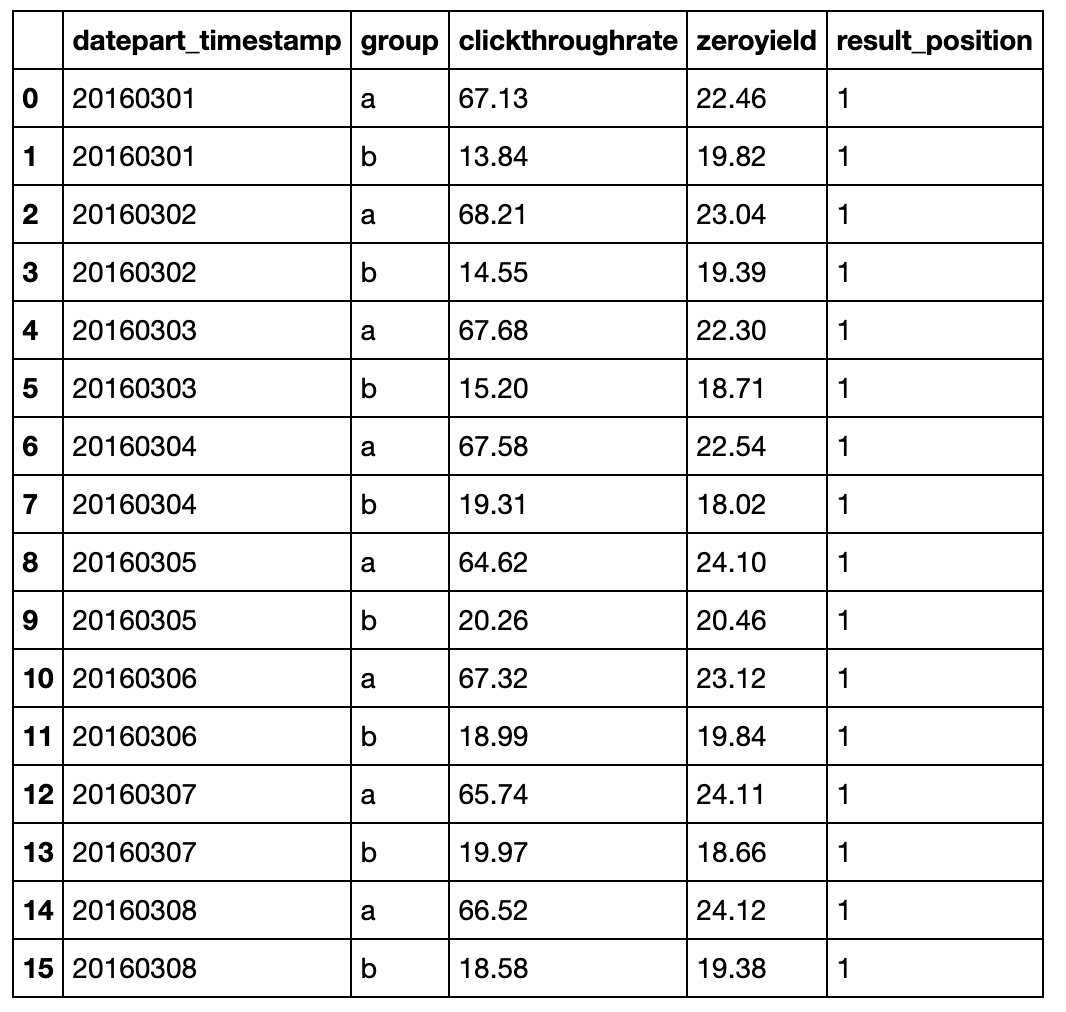 datepart_timestamp group clickthroughrate zeroyield result_position
0 20160301 a 67.13 22.46 1
1 20160301 b 13.84 19.82 1
2 20160302 a 68.21 23.04 1
3 20160302 b 14.55 19.39 1
4 20160303 a 67.68 22.30 1
5 20160303 b 15.20 18.71 1
6 20160304 a 67.58 22.54 1
7 20160304 b 19.31 18.02 1
8 20160305 a 64.62 24.10 1
9 20160305 b 20.26 20.46 1
10 20160306 a 67.32 23.12 1
11 20160306 b 18.99 19.84 1
12 20160307 a 65.74 24.11 1
13 20160307 b 19.97 18.66 1
14 20160308 a 66.52 24.12 1
15 20160308 b 18.58 19.38 1